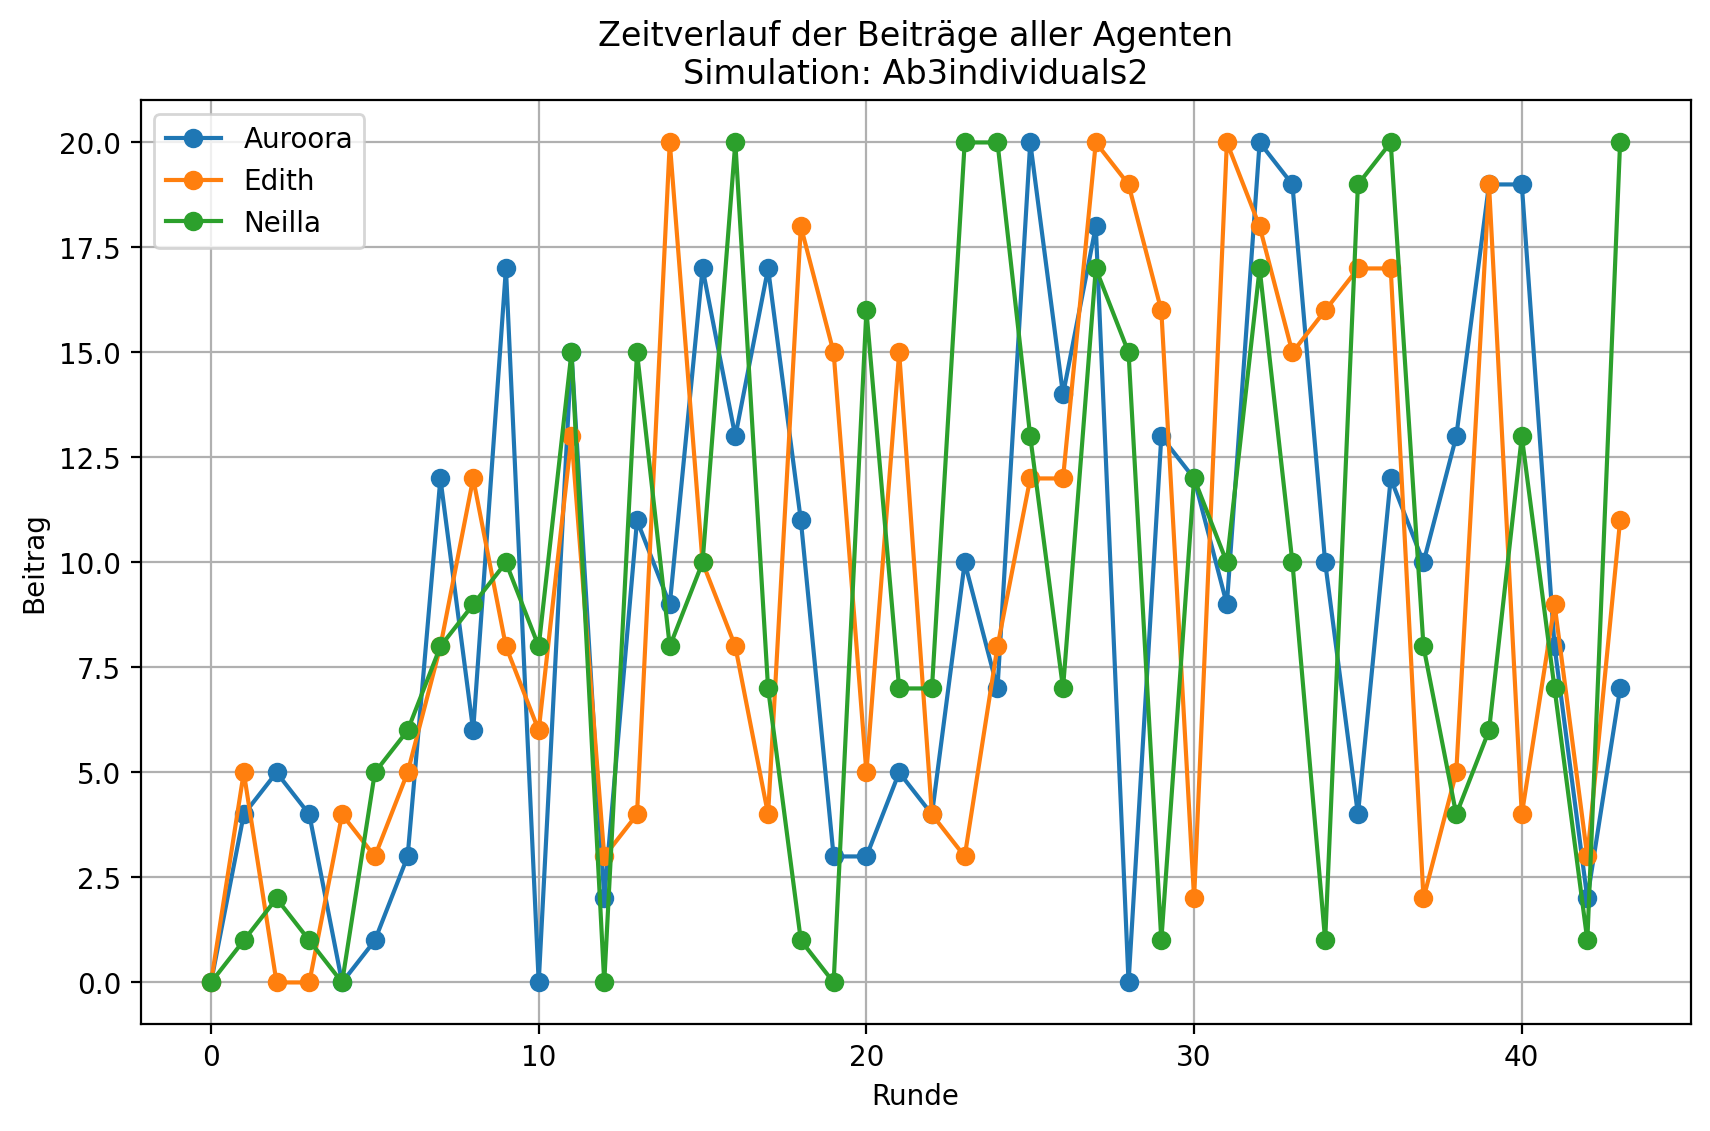 Zeitverlauf der Beiträge aller Agenten
Simulation: Ab3individuals2
Auroora
Edith
Neilla
20.0
17.5
15.0
12.5
10.0
7.5
5.0
2.5
0.0
Beitrag
0 10 20 30 40
Runde